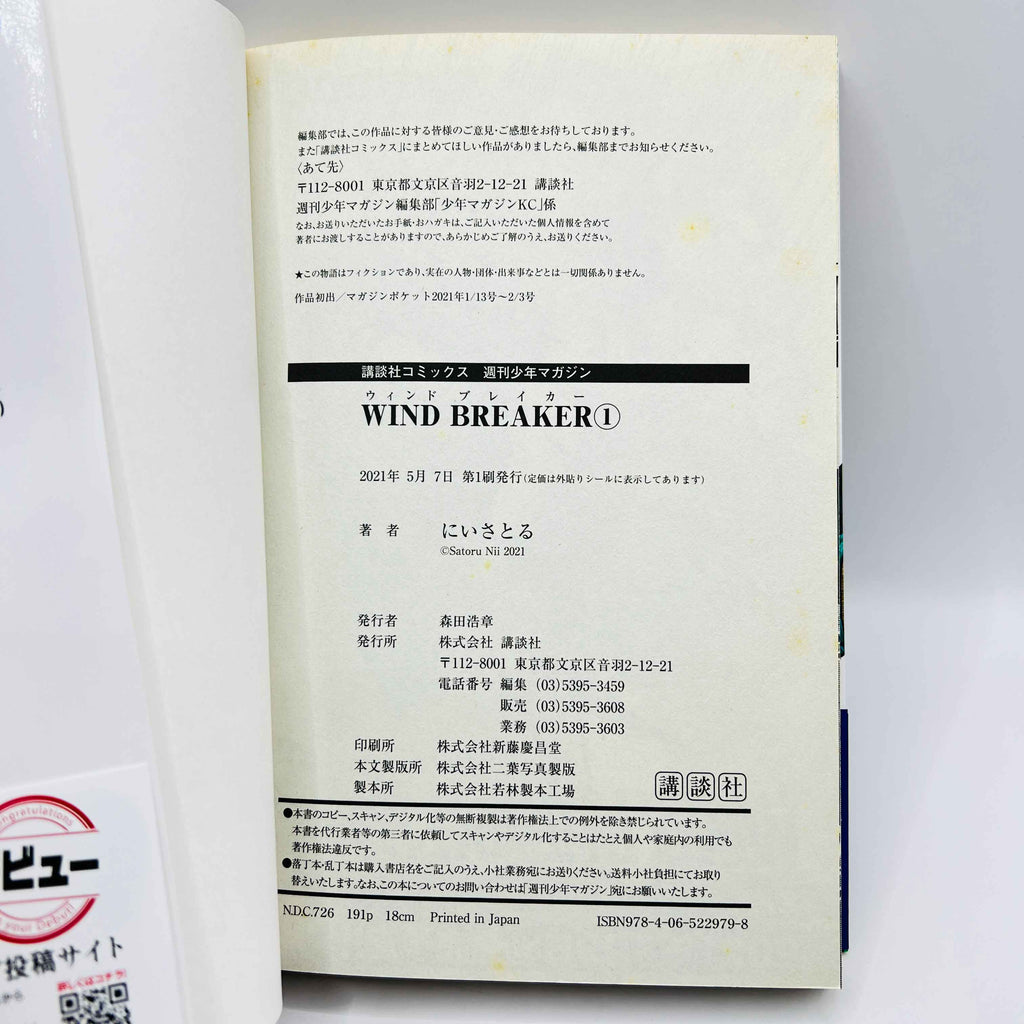 編集部では、この作品に対する皆様のご意見・ご感想をお待ちしております。
また「講談社コミックス」にまとめてほしい作品がありましたら、編集部までお知らせください。
〈あて先〉
〒112-8001 東京都文京区音羽2-12-21 講談社
週刊少年マガジン編集部「少年マガジンKC」係
なお、お送りいただいたお手紙・おハガキは、ご記入いただいた個人情報を含めて
著者にお渡しすることがありますので、あらかじめご了解のうえ、お送りください。
★この物語はフィクションであり、実在の人物・団体・出来事などとは一切関係ありません。
作品初出／マガジンポケット2021年1/13号〜2/3号
講談社コミックス 週刊少年マガジン
ウィンド ブレイカー
WIND BREAKER①
2021年 5月 7日 第1刷発行(定価は外貼りシールに表示してあります)
著 者 にいさとる
©Satoru Nii 2021
発行者 森田浩章
発行所 株式会社 講談社
〒112-8001 東京都文京区音羽2-12-21
電話番号 編集 (03)5395-3459
販売 (03)5395-3608
業務 (03)5395-3603
印刷所 株式会社新藤慶昌堂
本文製版所 株式会社二葉写真製版
製本所 株式会社若林製本工場
講談社
●本書のコピー、スキャン、デジタル化等の無断複製は著作権法上での例外を除き禁じられています。
本書を代行業者等の第三者に依頼してスキャンやデジタル化することはたとえ個人や家庭内の利用でも
著作権法違反です。
●落丁本・乱丁本は購入書店名をご記入のうえ、小社業務宛にお送りください。送料小社負担にてお取り
替えいたします。なお、この本についてのお問い合わせは「週刊少年マガジン」宛にお願いいたします。
N.D.C.726 191p 18cm Printed in Japan ISBN978-4-06-522979-8
ongratulations
ビュー
your Debut!
投稿サイト
詳しくはコチラ!
から